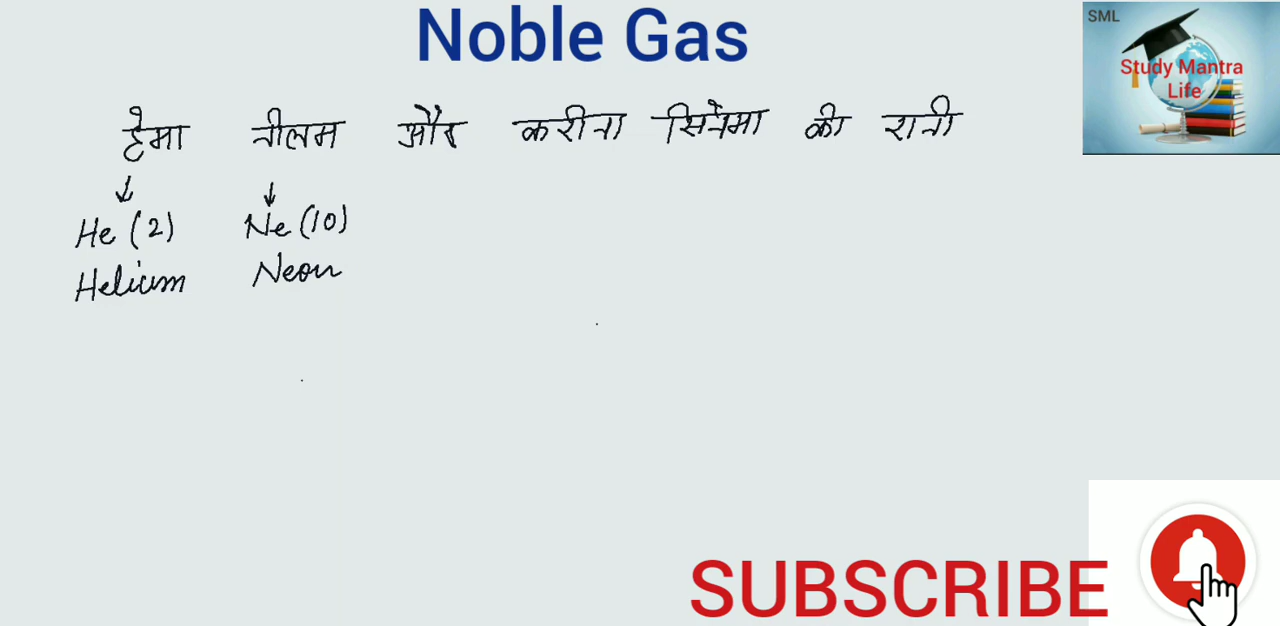 Noble Gas
SML
Study Mantra
Life
हेमा नीलम और करीना सिनेमा की रानी
↓ ↓
He (2) Ne (10)
Helium Neon
SUBSCRIBE